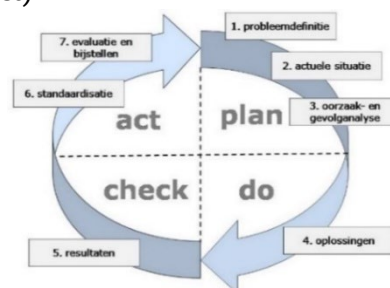 1. probleemdefinitie
2. actuele situatie
3. oorzaak- en
gevolganalyse
4. oplossingen
5. resultaten
6. standaardisatie
7. evaluatie en
bijstellen
act
plan
check
do